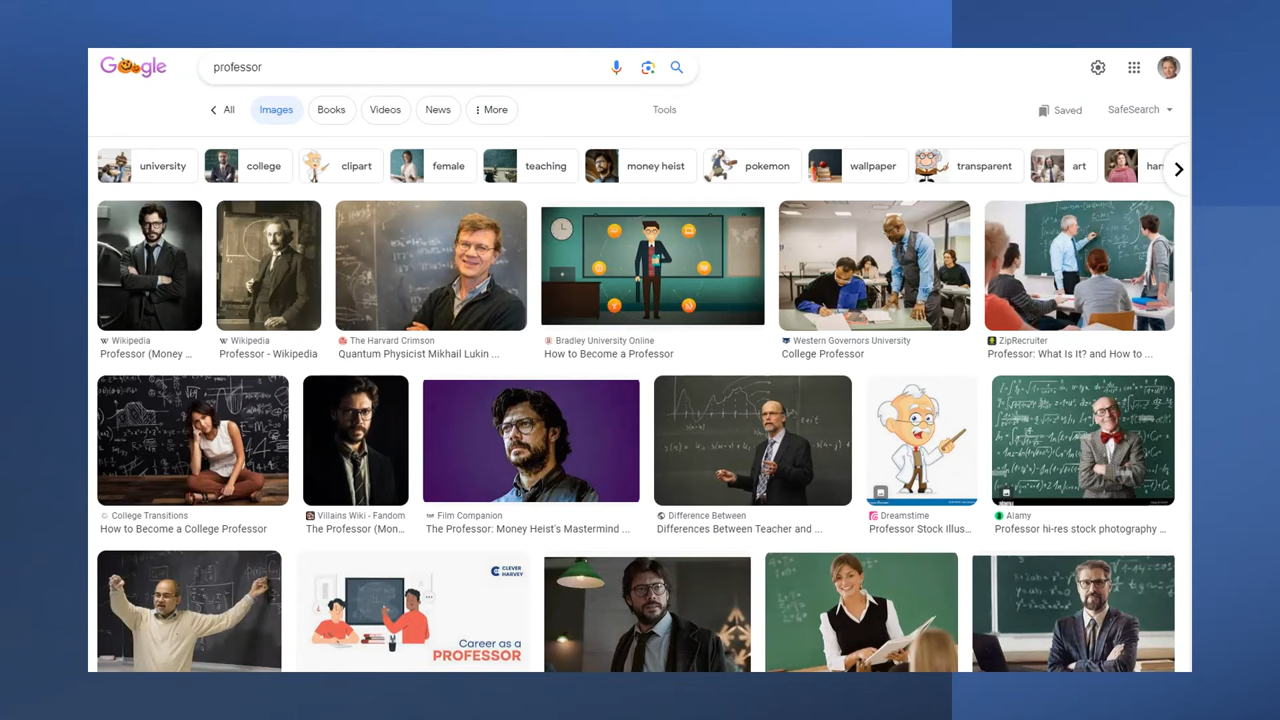 Google
professor
All
Images
Books
Videos
News
More
Tools
Saved
SafeSearch
university
college
clipart
female
teaching
money heist
pokemon
wallpaper
transparent
art
har
Wikipedia
Professor (Money ...
Wikipedia
Professor - Wikipedia
The Harvard Crimson
Quantum Physicist Mikhail Lukin ...
Bradley University Online
How to Become a Professor
Western Governors University
College Professor
ZipRecruiter
Professor: What Is It? and How to ...
College Transitions
How to Become a College Professor
Villains Wiki - Fandom
The Professor (Mon...
Film Companion
The Professor: Money Heist's Mastermind ...
Difference Between
Differences Between Teacher and ...
Dreamstime
Professor Stock Illus...
Alamy
Professor hi-res stock photography ...
CLEVER
HARVEY
Career as a
PROFESSOR